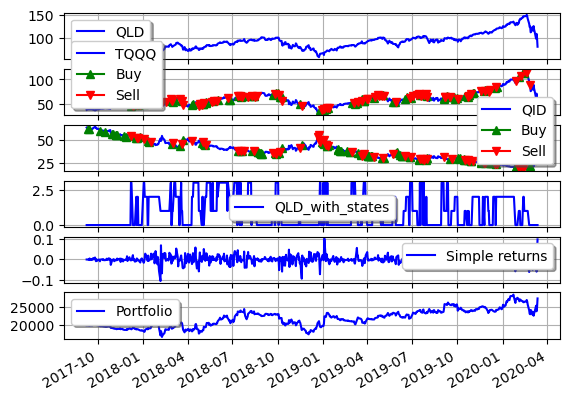 150
100
QLD
TQQQ
Buy
Sell
100
50
QID
Buy
Sell
50
25
2.5
0.0
QLD_with_states
0.1
0.0
−0.1
Simple returns
25000
20000
Portfolio
2017-10
2018-01
2018-04
2018-07
2018-10
2019-01
2019-04
2019-07
2019-10
2020-01
2020-04